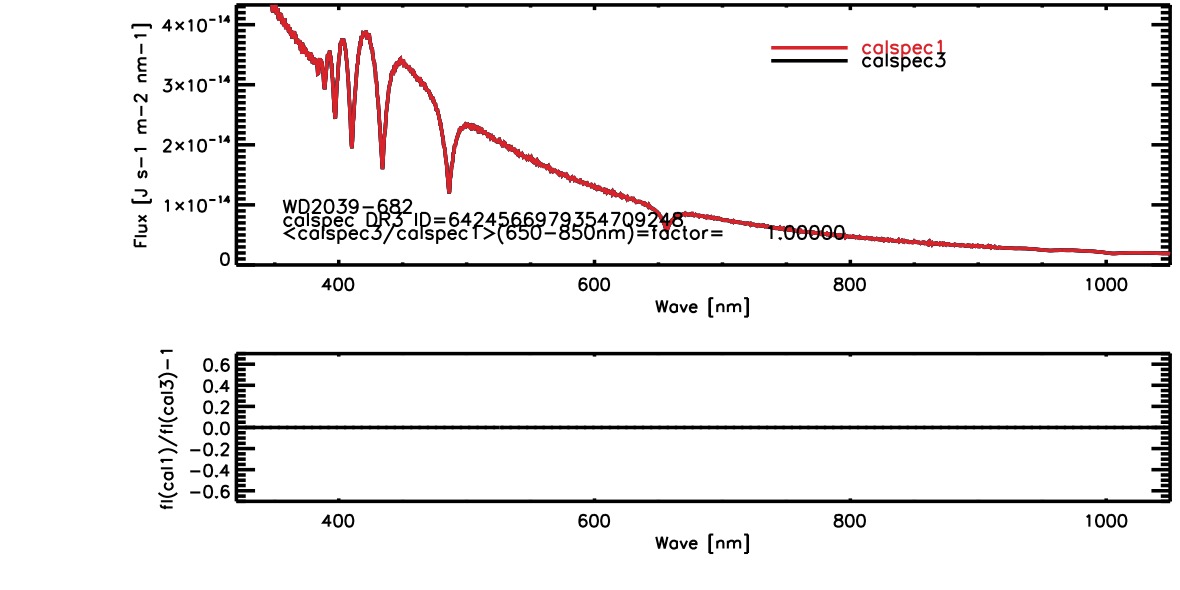 4×10⁻¹⁴
3×10⁻¹⁴
2×10⁻¹⁴
1×10⁻¹⁴
0
Flux [J s−1 m−2 nm−1]
calspec1
calspec3
WD2039−682
calspec DR3 ID=6424566979354709248
<calspec3/calspec1>(650−850nm)=factor= 1.00000
400 600 800 1000
Wave [nm]
0.6
0.4
0.2
0.0
−0.2
−0.4
−0.6
fl(cal1)/fl(cal3)−1
400 600 800 1000
Wave [nm]